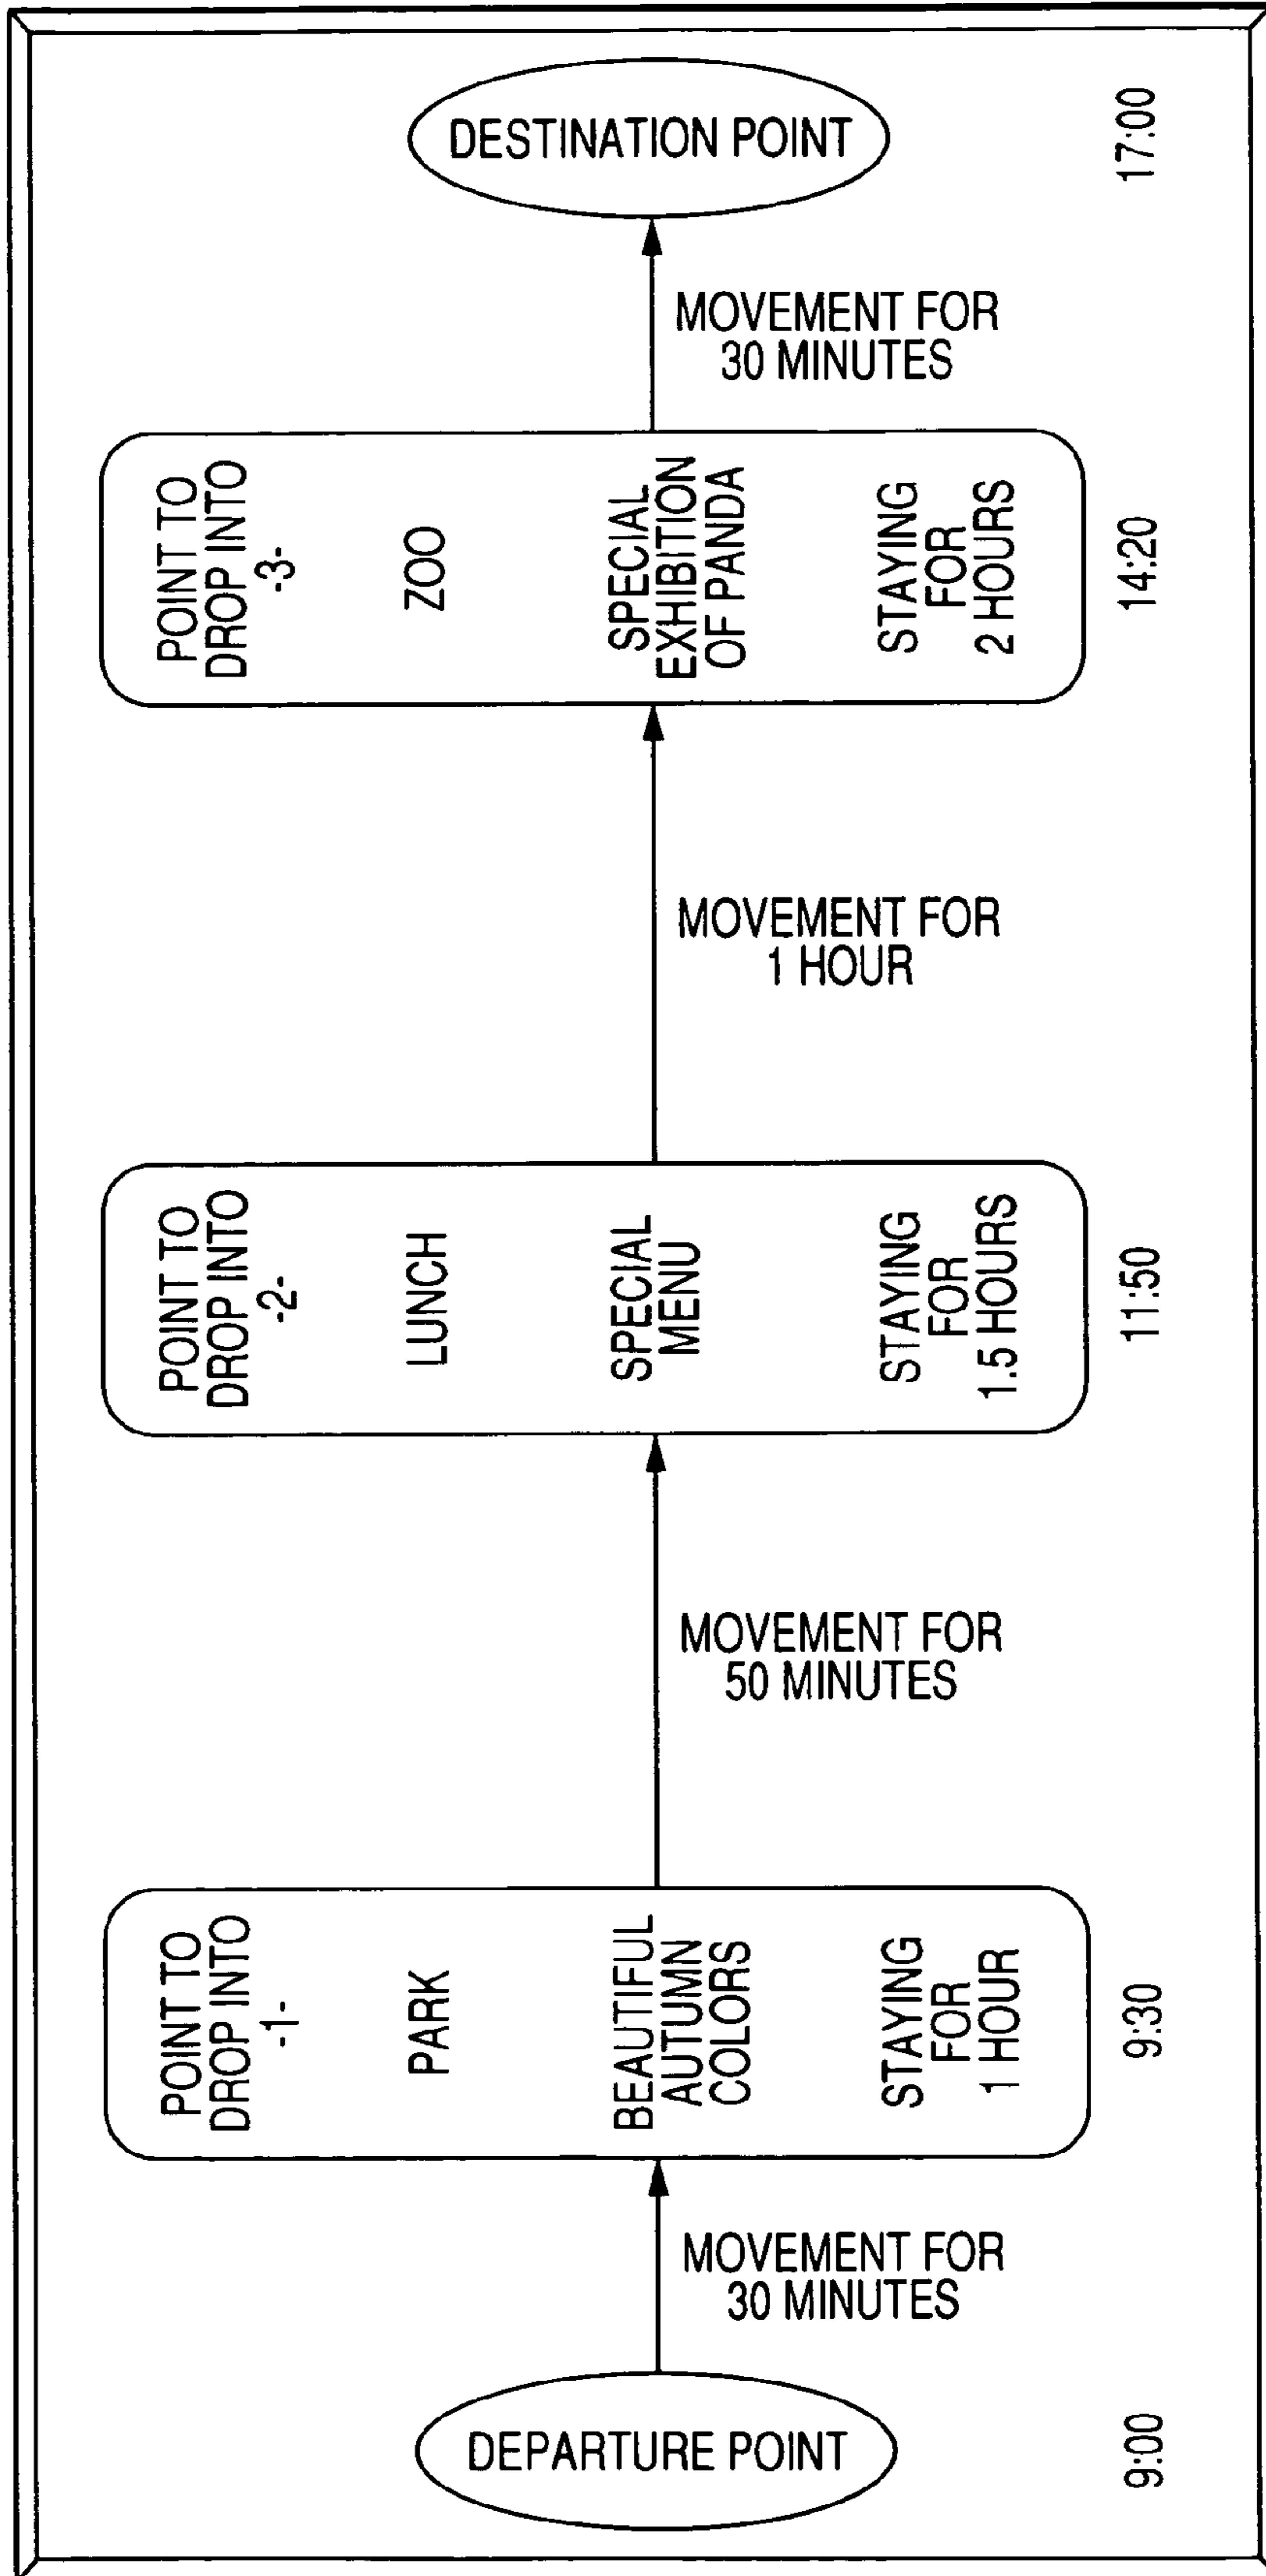 DEPARTURE POINT
9:00
MOVEMENT FOR
30 MINUTES
POINT TO
DROP INTO
-1-
PARK
BEAUTIFUL
AUTUMN
COLORS
STAYING
FOR
1 HOUR
9:30
MOVEMENT FOR
50 MINUTES
POINT TO
DROP INTO
-2-
LUNCH
SPECIAL
MENU
STAYING
FOR
1.5 HOURS
11:50
MOVEMENT FOR
1 HOUR
POINT TO
DROP INTO
-3-
ZOO
SPECIAL
EXHIBITION
OF PANDA
STAYING
FOR
2 HOURS
14:20
MOVEMENT FOR
30 MINUTES
DESTINATION POINT
17:00